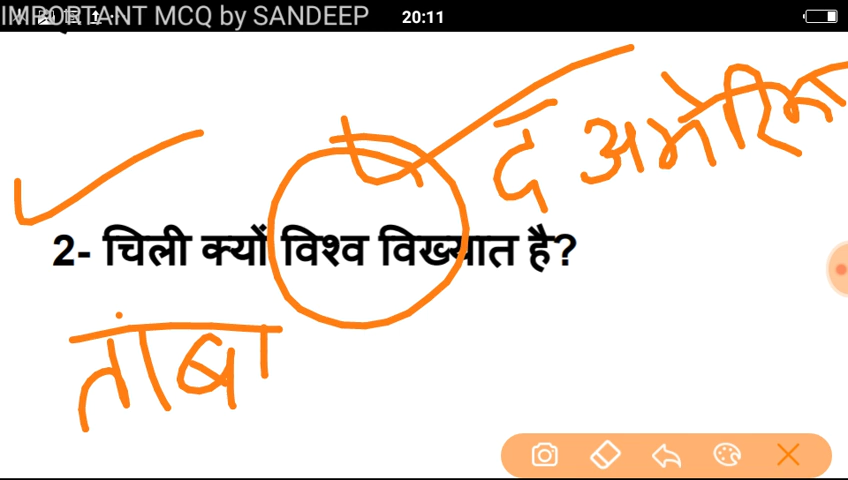 IMPORTANT MCQ by SANDEEP
20:11
द अमेरिका
2- चिली क्यों विश्व विख्यात है?
तांबा